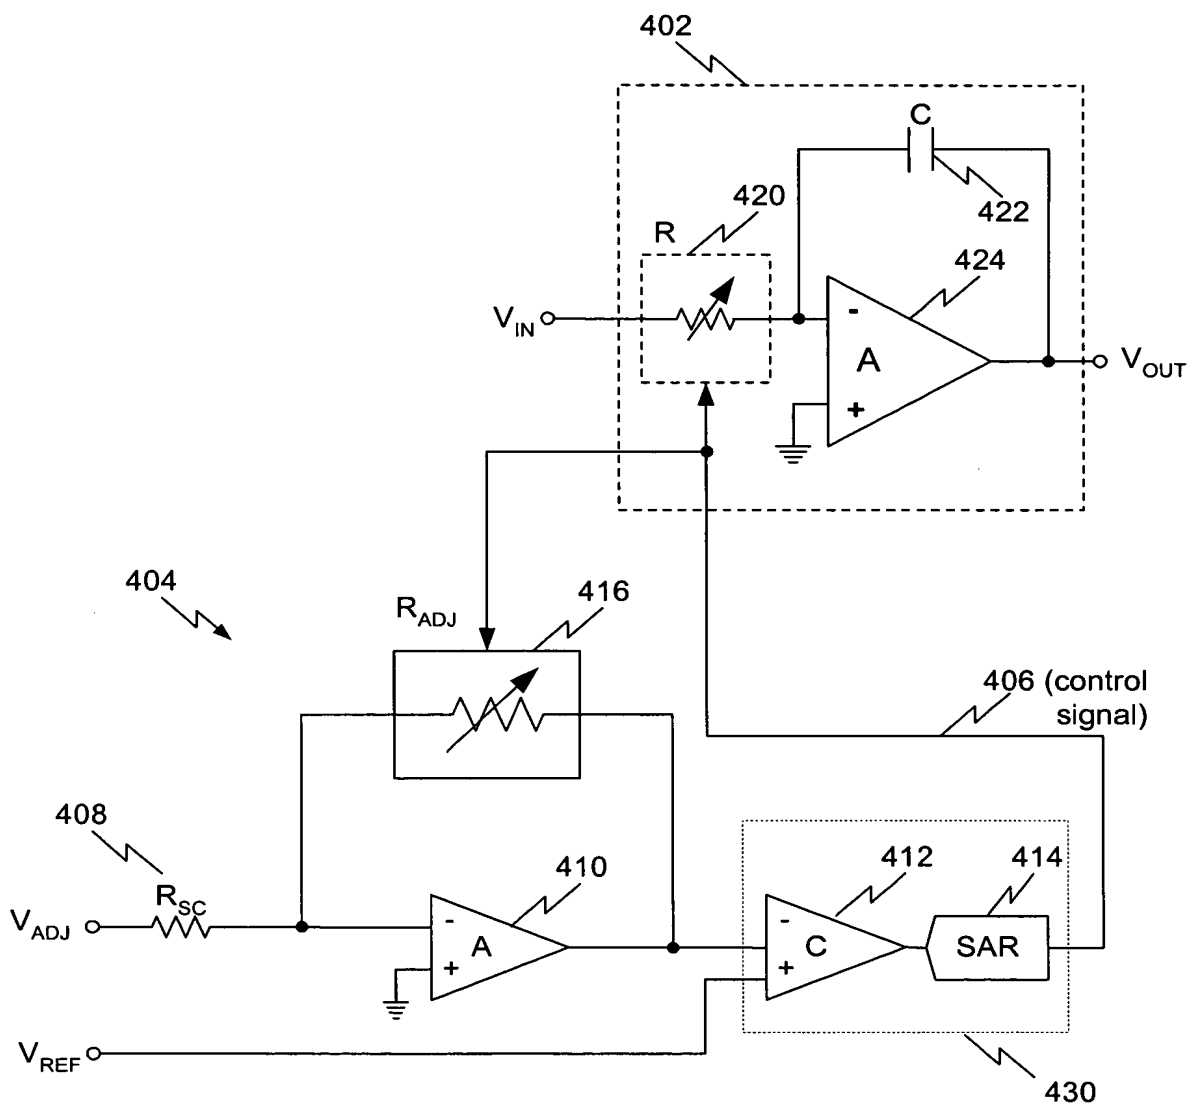 402
C
420
422
R
424
V_IN
-
A
+
V_OUT
404
R_ADJ
416
406 (control
signal)
408
R_SC
410
412
414
V_ADJ
-
A
+
-
C
+
SAR
V_REF
430